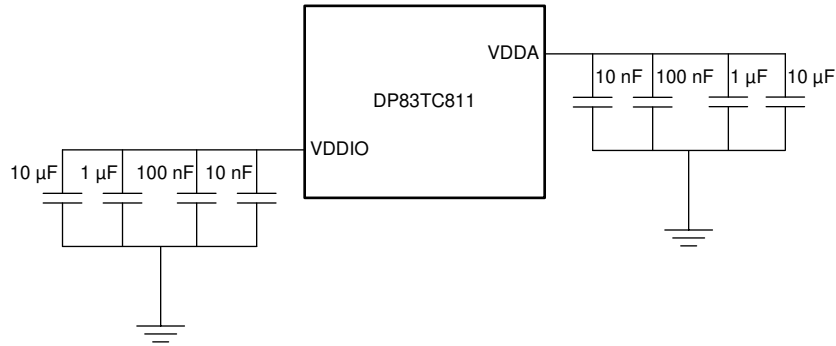 VDDA
10 nF 100 nF 1 µF 10 µF
DP83TC811
VDDIO
10 µF 1 µF 100 nF 10 nF